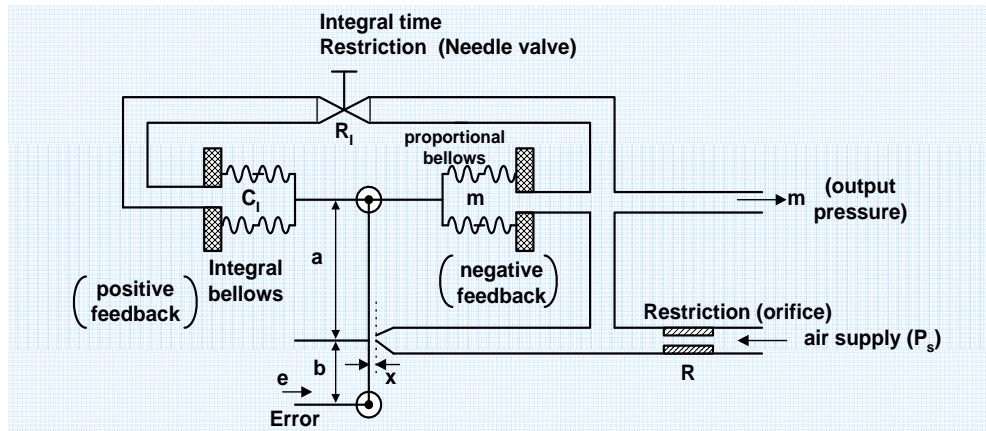 Integral time
Restriction (Needle valve)
R_I
proportional
bellows
C_I
m
m (output
pressure)
a
Integral
bellows
(positive
feedback)
(negative
feedback)
Restriction (orifice)
air supply (P_s)
b
x
R
e
Error